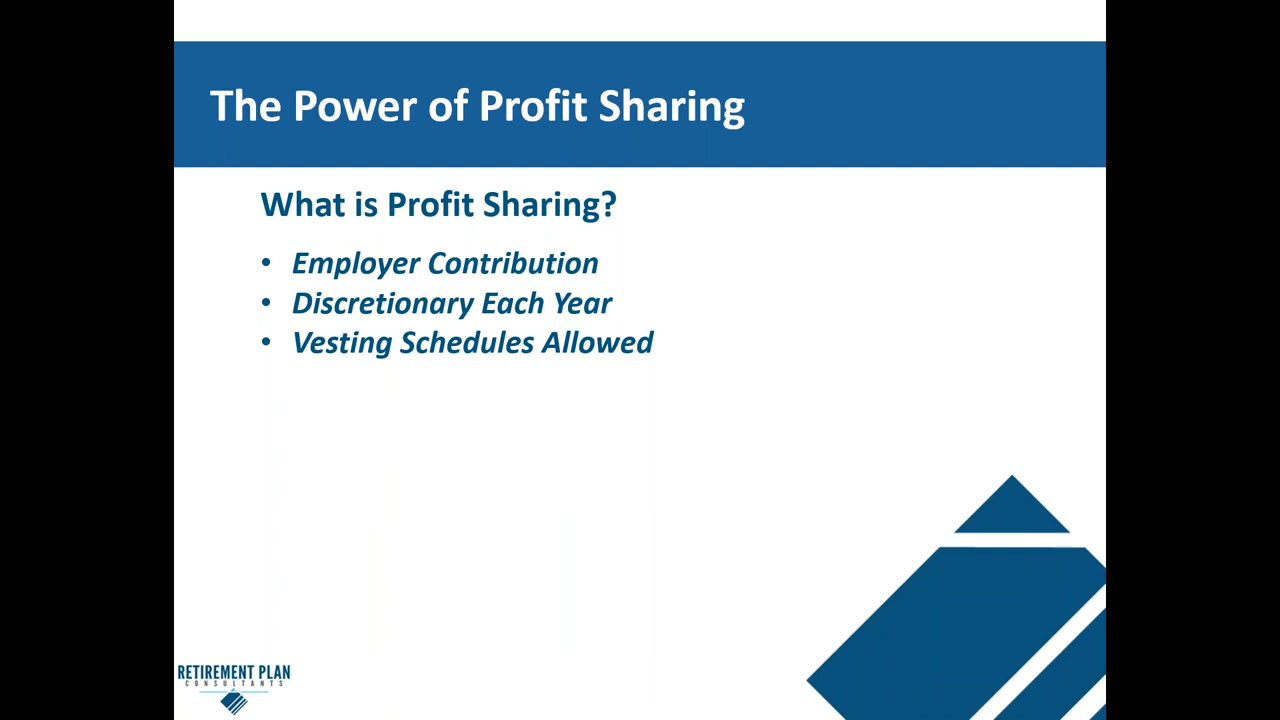 The Power of Profit Sharing
What is Profit Sharing?
• Employer Contribution
• Discretionary Each Year
• Vesting Schedules Allowed
RETIREMENT PLAN
CONSULTANTS